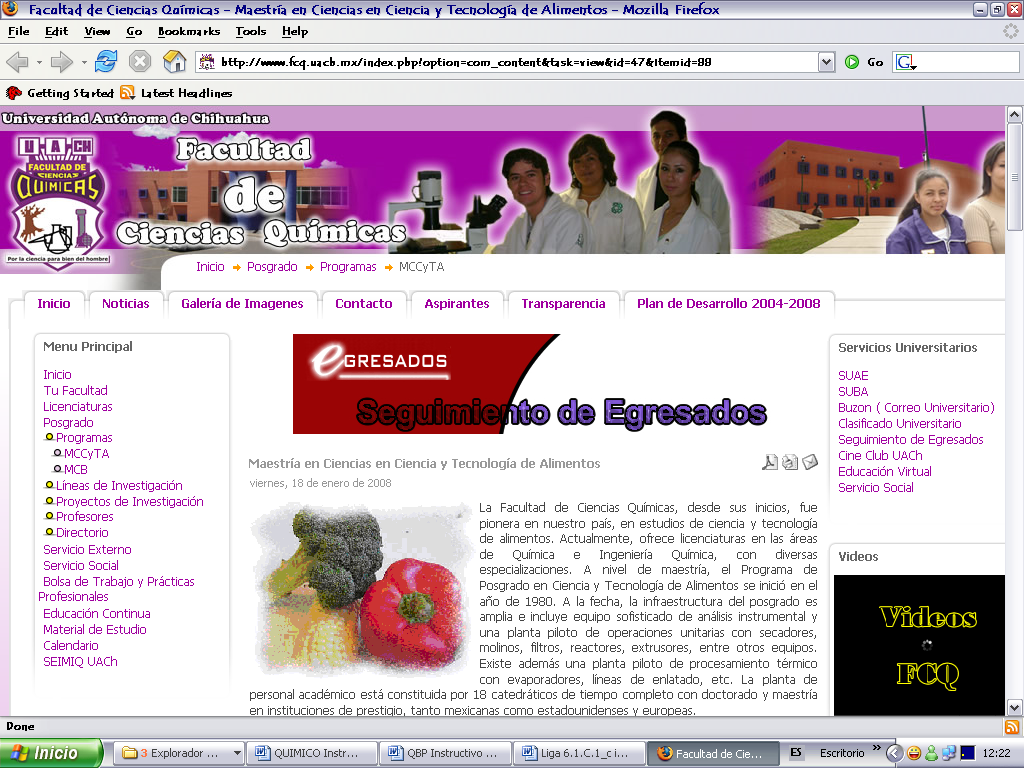 Facultad de Ciencias Químicas - Maestría en Ciencias en Ciencia y Tecnología de Alimentos - Mozilla Firefox
File Edit View Go Bookmarks Tools Help
http://www.fcq.uach.mx/index.php?option=com_content&task=view&id=47&Itemid=88 Go G
Getting Started Latest Headlines
Universidad Autónoma de Chihuahua
UACH
FACULTAD DE
CIENCIAS
QUIMICAS
Por la ciencia para bien del hombre
Facultad
de
Ciencias Químicas
Inicio Posgrado Programas MCCyTA
Inicio Noticias Galería de Imagenes Contacto Aspirantes Transparencia Plan de Desarrollo 2004-2008
Menu Principal
Inicio
Tu Facultad
Licenciaturas
Posgrado
Programas
MCCyTA
MCB
Líneas de Investigación
Proyectos de Investigación
Profesores
Directorio
Servicio Externo
Servicio Social
Bolsa de Trabajo y Prácticas
Profesionales
Educación Continua
Material de Estudio
Calendario
SEIMIQ UACh
eGRESADOS
Seguimiento de Egresados
Maestría en Ciencias en Ciencia y Tecnología de Alimentos
viernes, 18 de enero de 2008
La Facultad de Ciencias Químicas, desde sus inicios, fue
pionera en nuestro país, en estudios de ciencia y tecnología
de alimentos. Actualmente, ofrece licenciaturas en las áreas
de Química e Ingeniería Química, con diversas
especializaciones. A nivel de maestría, el Programa de
Posgrado en Ciencia y Tecnología de Alimentos se inició en el
año de 1980. A la fecha, la infraestructura del posgrado es
amplia e incluye equipo sofisticado de análisis instrumental y
una planta piloto de operaciones unitarias con secadores,
molinos, filtros, reactores, extrusores, entre otros equipos.
Existe además una planta piloto de procesamiento térmico
con evaporadores, líneas de enlatado, etc. La planta de
personal académico está constituida por 18 catedráticos de tiempo completo con doctorado y maestría
en instituciones de prestigio, tanto mexicanas como estadounidenses y europeas.
Servicios Universitarios
SUAE
SUBA
Buzon ( Correo Universitario)
Clasificado Universitario
Seguimiento de Egresados
Cine Club UACh
Educación Virtual
Servicio Social
Videos
Videos
FCQ
Done
Inicio 3 Explorador ... QUIMICO Instr... QBP Instructivo ... Liga 6.1.C.1_c i... Facultad de Cie... ES Escritorio » 12:22